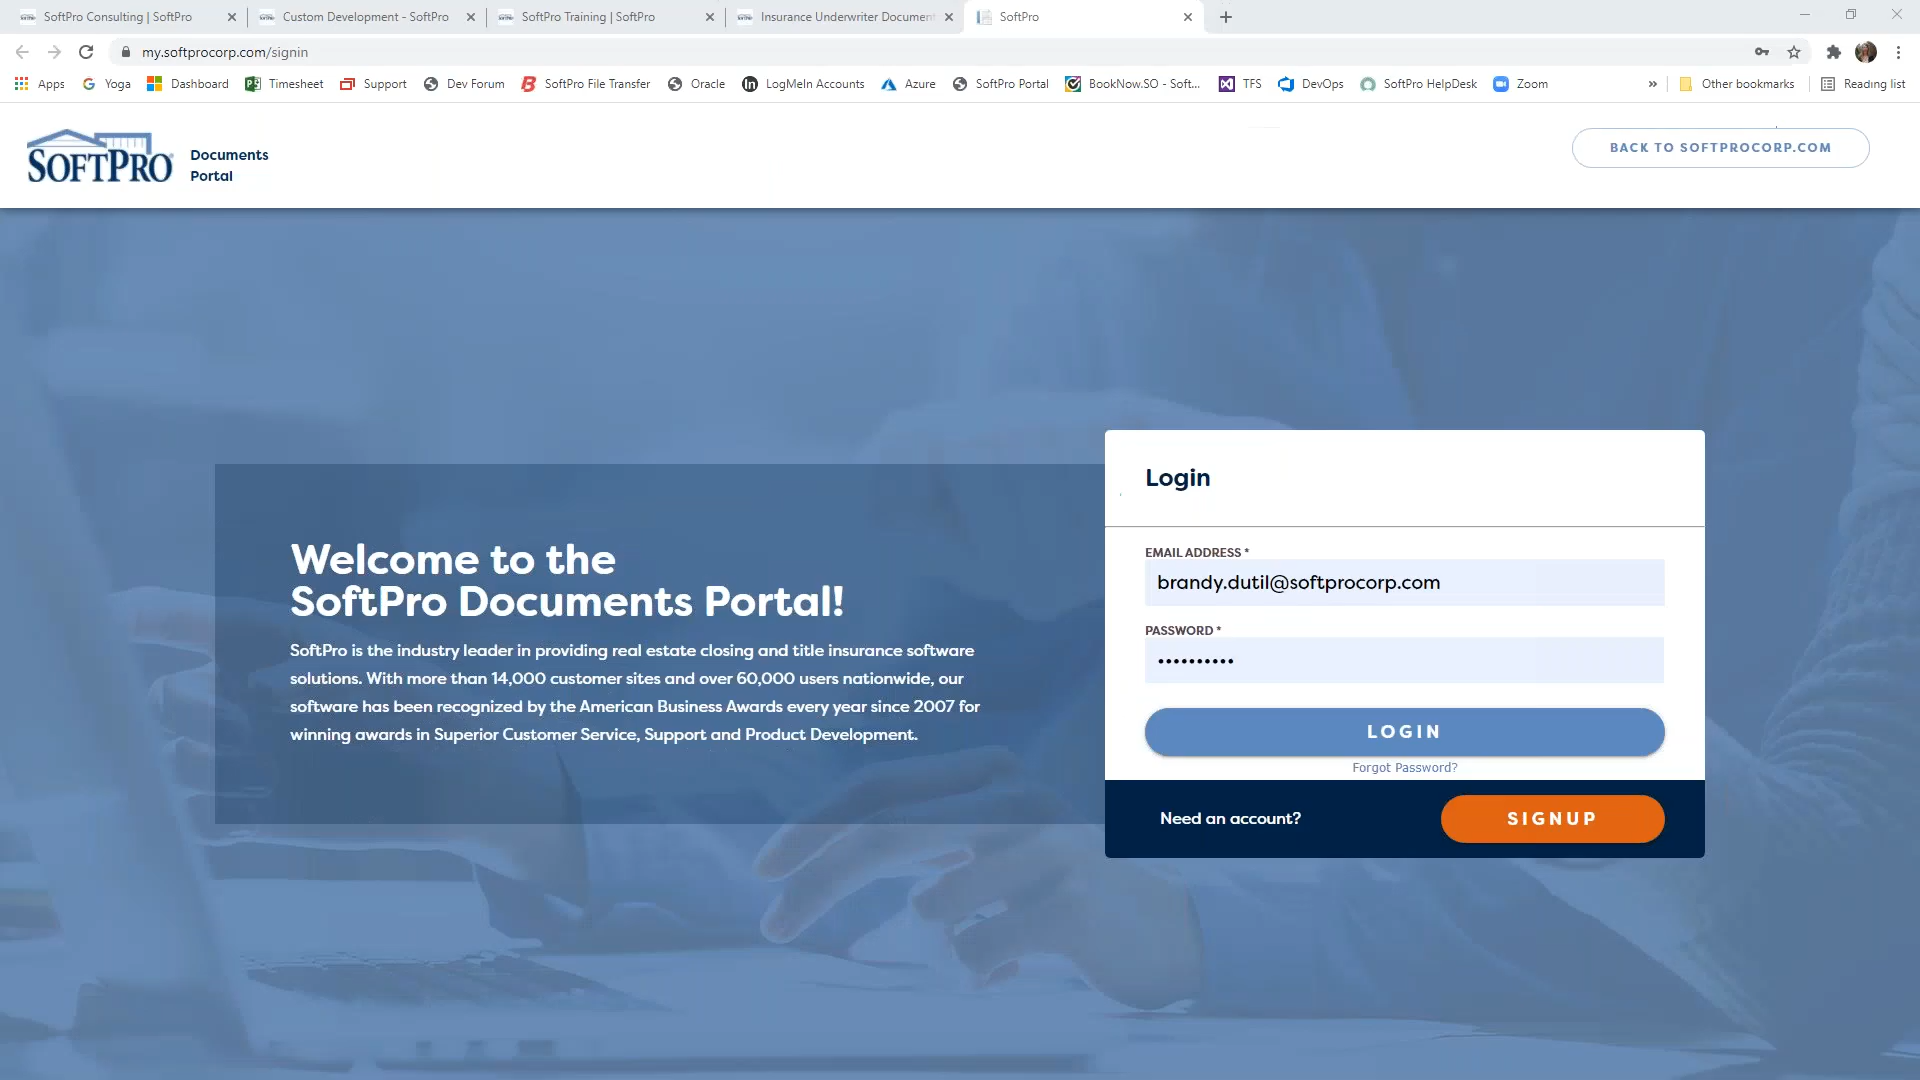 SoftPro Consulting | SoftPro
Custom Development - SoftPro
SoftPro Training | SoftPro
Insurance Underwriter Document
SoftPro
my.softprocorp.com/signin
Apps
Yoga
Dashboard
Timesheet
Support
Dev Forum
SoftPro File Transfer
Oracle
LogMeIn Accounts
Azure
SoftPro Portal
BookNow.SO - Soft...
TFS
DevOps
SoftPro HelpDesk
Zoom
»
Other bookmarks
Reading list
SOFTPRO
Documents
Portal
BACK TO SOFTPROCORP.COM
Welcome to the
SoftPro Documents Portal!
SoftPro is the industry leader in providing real estate closing and title insurance software
solutions. With more than 14,000 customer sites and over 60,000 users nationwide, our
software has been recognized by the American Business Awards every year since 2007 for
winning awards in Superior Customer Service, Support and Product Development.
Login
EMAIL ADDRESS *
brandy.dutil@softprocorp.com
PASSWORD *
••••••••••
LOGIN
Forgot Password?
Need an account?
SIGNUP